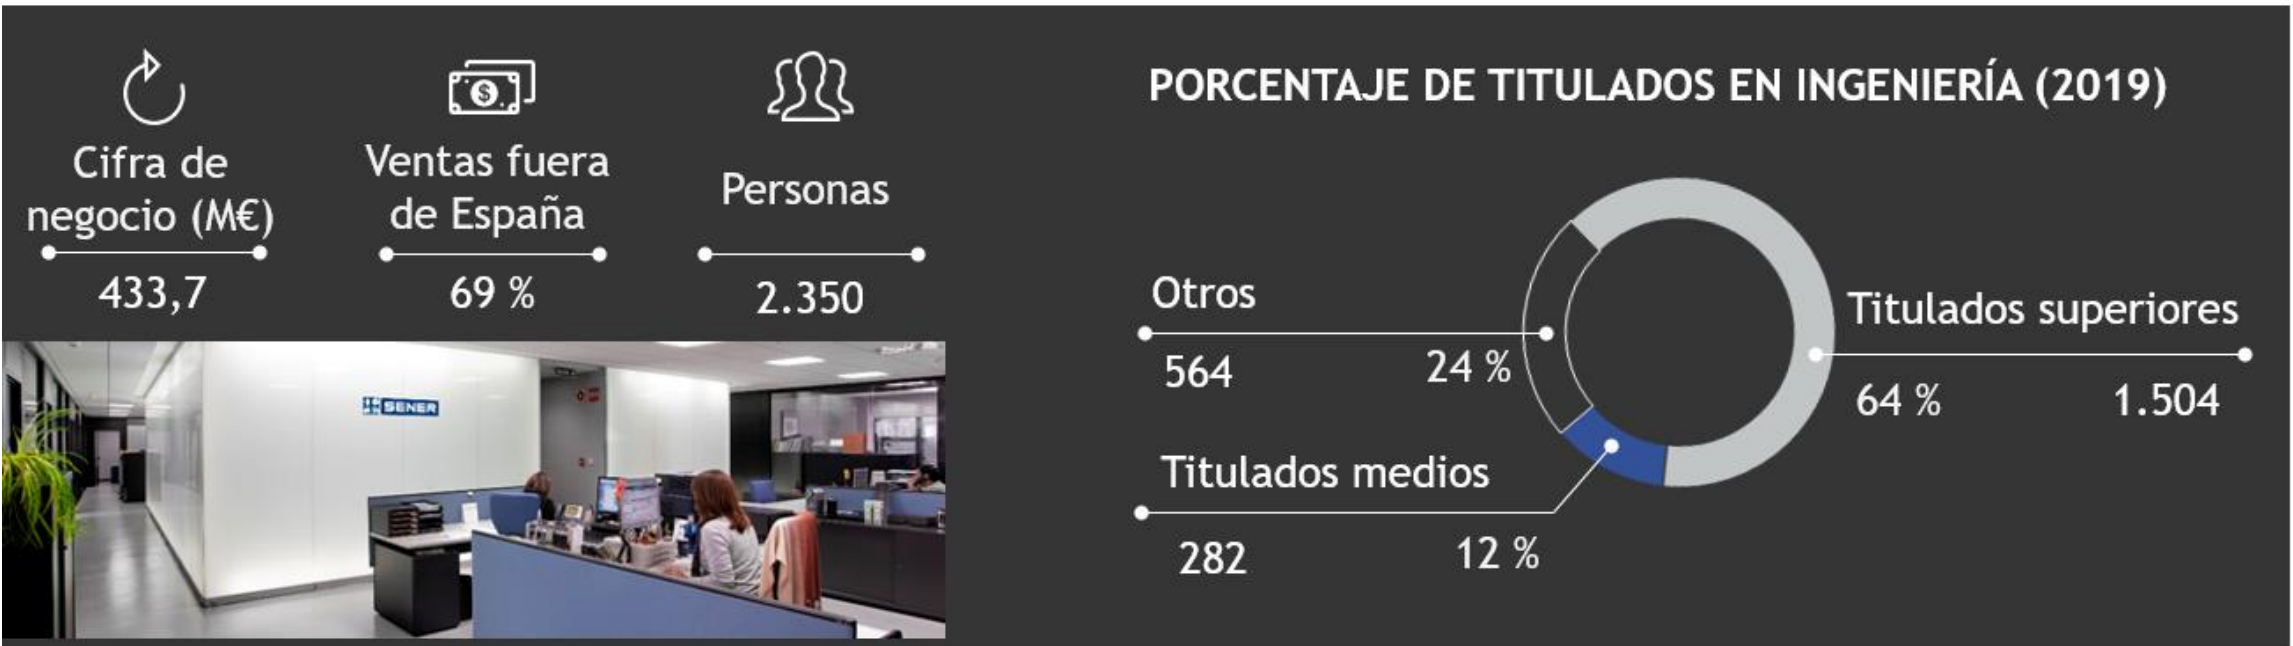 Cifra de
negocio (M€)
433,7
Ventas fuera
de España
69 %
Personas
2.350
SENER
PORCENTAJE DE TITULADOS EN INGENIERÍA (2019)
Otros
564 24 %
Titulados medios
282 12 %
Titulados superiores
64 % 1.504